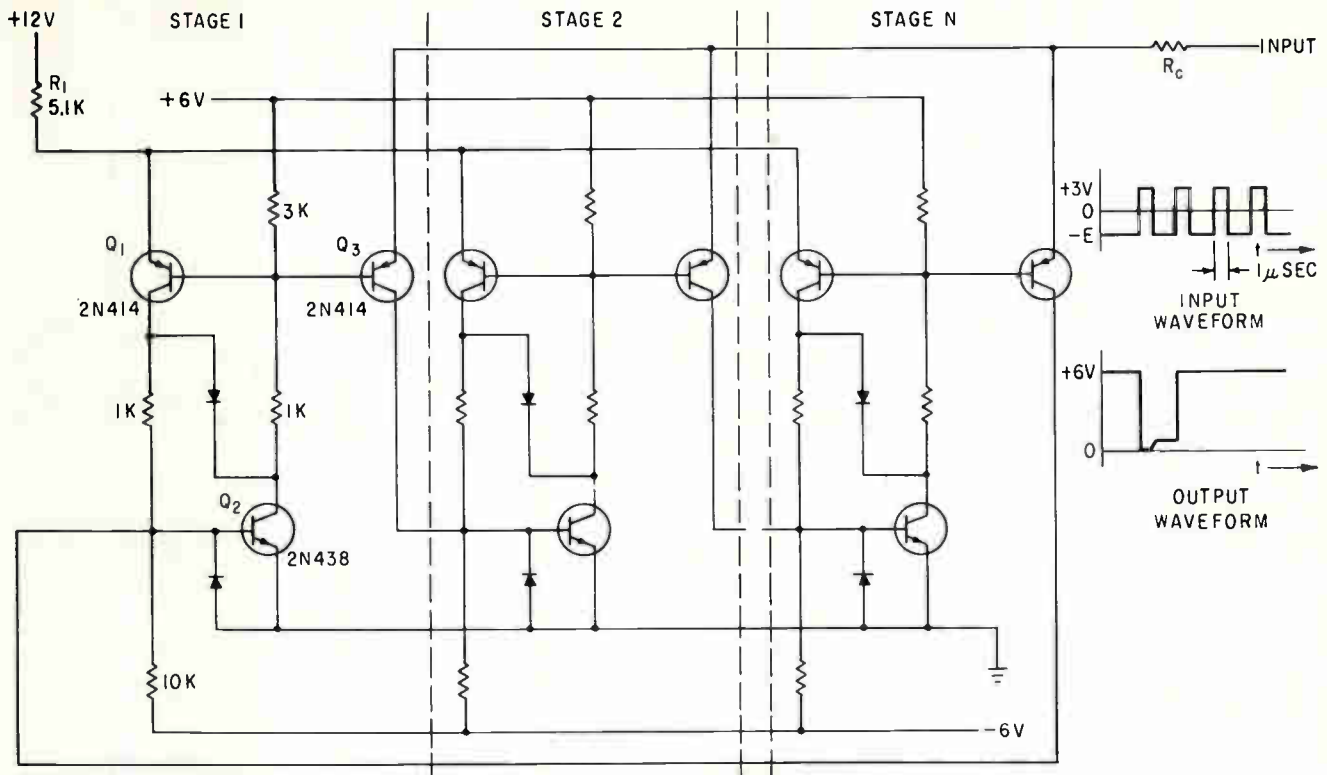 +12V
STAGE 1
STAGE 2
STAGE N
R1
5.1K
+6V
RC
INPUT
3K
Q1
Q3
2N414
2N414
+3V
0
-E
t
1μ SEC
INPUT
WAVEFORM
1K
1K
+6V
0
t
Q2
2N438
OUTPUT
WAVEFORM
10K
-6V